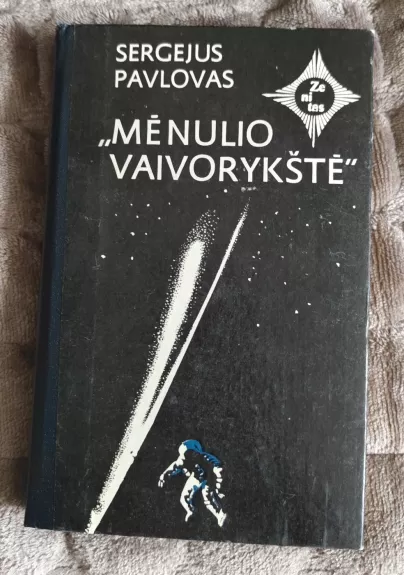 SERGEJUS
PAVLOVAS
Ze
ni
tas
„MĖNULIO
VAIVORYKŠTĖ"